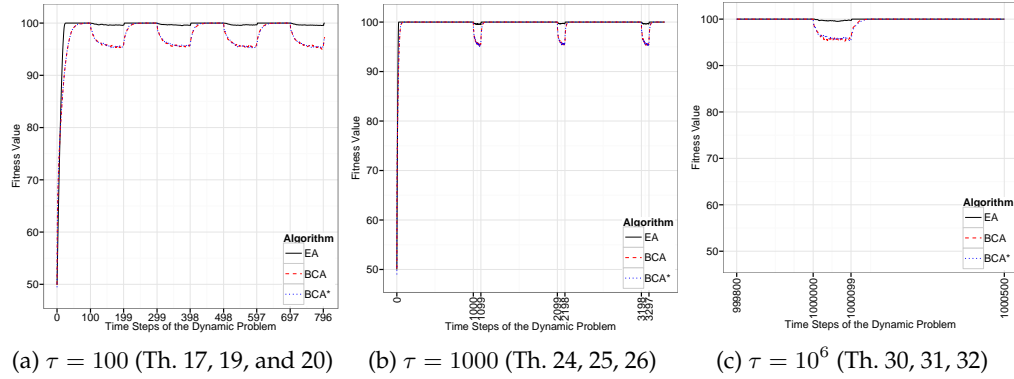 100
90
80
70
60
50
Fitness Value
Algorithm
EA
BCA
BCA*
0 100 199 299 398 498 597 697 796
Time Steps of the Dynamic Problem
(a) τ = 100 (Th. 17, 19, and 20)
100
90
80
70
60
50
Fitness Value
Algorithm
EA
BCA
BCA*
0 1000 1099 2099 2198 3198 3297
Time Steps of the Dynamic Problem
(b) τ = 1000 (Th. 24, 25, 26)
100
90
80
70
60
50
Fitness Value
Algorithm
EA
BCA
BCA*
999800 1000000 1000099 1000500
Time Steps of the Dynamic Problem
(c) τ = 10⁶ (Th. 30, 31, 32)